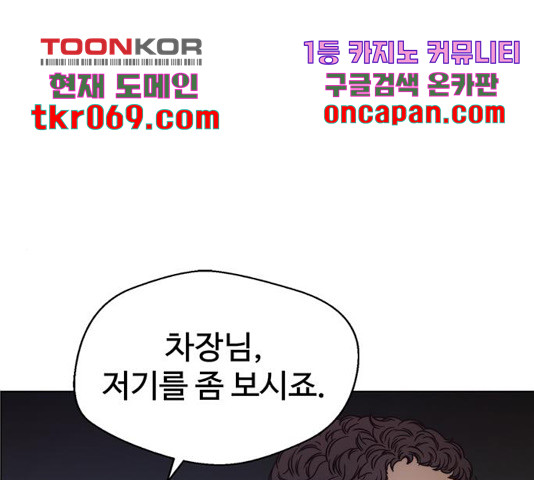 TOONKOR
현재 도메인
tkr069.com
1등 카지노 커뮤니티
구글검색 온카판
oncapan.com
차장님,
저기를 좀 보시죠.